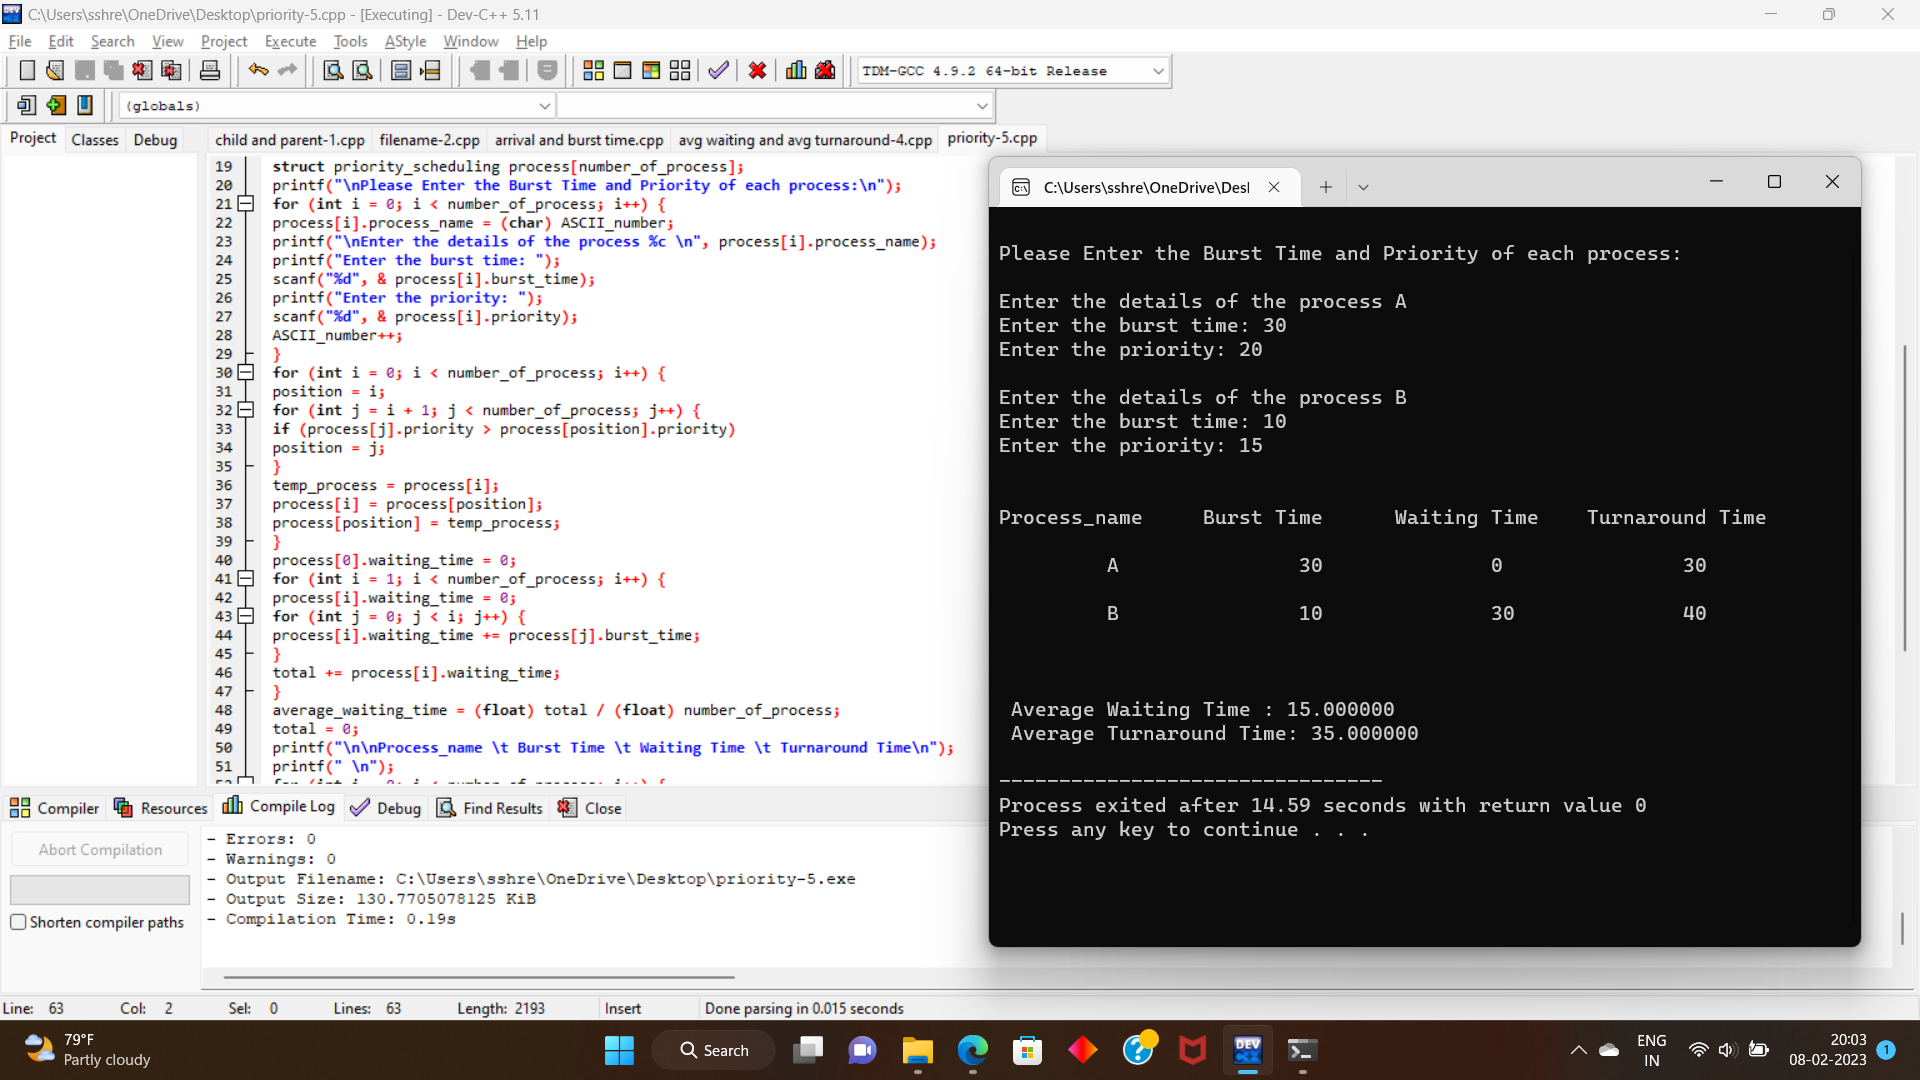 C:\Users\sshre\OneDrive\Desktop\priority-5.cpp - [Executing] - Dev-C++ 5.11
File Edit Search View Project Execute Tools AStyle Window Help
TDM-GCC 4.9.2 64-bit Release
(globals)
Project Classes Debug
child and parent-1.cpp filename-2.cpp arrival and burst time.cpp avg waiting and avg turnaround-4.cpp priority-5.cpp
19 struct priority_scheduling process[number_of_process];
20 printf("\nPlease Enter the Burst Time and Priority of each process:\n");
21 for (int i = 0; i < number_of_process; i++) {
22 process[i].process_name = (char) ASCII_number;
23 printf("\nEnter the details of the process %c \n", process[i].process_name);
24 printf("Enter the burst time: ");
25 scanf("%d", & process[i].burst_time);
26 printf("Enter the priority: ");
27 scanf("%d", & process[i].priority);
28 ASCII_number++;
29 }
30 for (int i = 0; i < number_of_process; i++) {
31 position = i;
32 for (int j = i + 1; j < number_of_process; j++) {
33 if (process[j].priority > process[position].priority)
34 position = j;
35 }
36 temp_process = process[i];
37 process[i] = process[position];
38 process[position] = temp_process;
39 }
40 process[0].waiting_time = 0;
41 for (int i = 1; i < number_of_process; i++) {
42 process[i].waiting_time = 0;
43 for (int j = 0; j < i; j++) {
44 process[i].waiting_time += process[j].burst_time;
45 }
46 total += process[i].waiting_time;
47 }
48 average_waiting_time = (float) total / (float) number_of_process;
49 total = 0;
50 printf("\n\nProcess_name \t Burst Time \t Waiting Time \t Turnaround Time\n");
51 printf(" \n");
C:\Users\sshre\OneDrive\Desl
Please Enter the Burst Time and Priority of each process:
Enter the details of the process A
Enter the burst time: 30
Enter the priority: 20
Enter the details of the process B
Enter the burst time: 10
Enter the priority: 15
Process_name Burst Time Waiting Time Turnaround Time
A 30 0 30
B 10 30 40
Average Waiting Time : 15.000000
Average Turnaround Time: 35.000000
--------------------------------
Process exited after 14.59 seconds with return value 0
Press any key to continue . . .
Compiler Resources Compile Log Debug Find Results Close
Abort Compilation
Shorten compiler paths
- Errors: 0
- Warnings: 0
- Output Filename: C:\Users\sshre\OneDrive\Desktop\priority-5.exe
- Output Size: 130.7705078125 KiB
- Compilation Time: 0.19s
Line: 63 Col: 2 Sel: 0 Lines: 63 Length: 2193 Insert Done parsing in 0.015 seconds
79°F
Partly cloudy
Search
DEV
C++
ENG
IN
20:03
08-02-2023
1